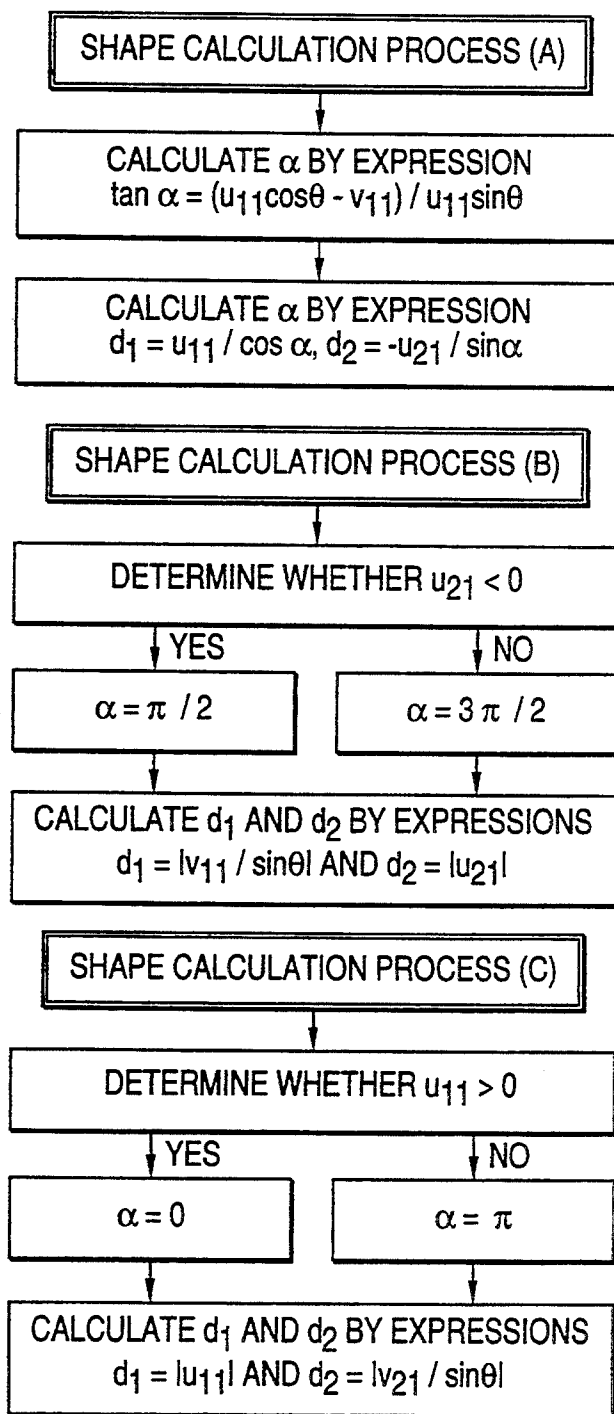 SHAPE CALCULATION PROCESS (A)
CALCULATE α BY EXPRESSION
tan α = (u11cosθ - v11) / u11sinθ
CALCULATE α BY EXPRESSION
d1 = u11 / cos α, d2 = -u21 / sinα
SHAPE CALCULATION PROCESS (B)
DETERMINE WHETHER u21 < 0
YES
NO
α = π / 2
α = 3 π / 2
CALCULATE d1 AND d2 BY EXPRESSIONS
d1 = |v11 / sinθ| AND d2 = |u21|
SHAPE CALCULATION PROCESS (C)
DETERMINE WHETHER u11 > 0
YES
NO
α = 0
α = π
CALCULATE d1 AND d2 BY EXPRESSIONS
d1 = |u11| AND d2 = |v21 / sinθ|